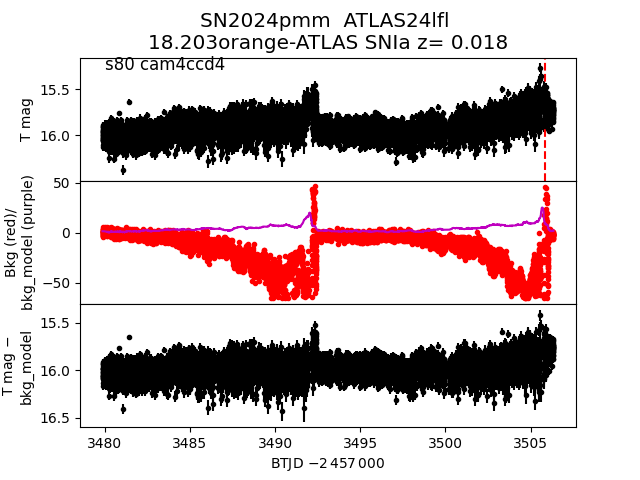 SN2024pmm  ATLAS24lfl
18.203orange-ATLAS SNIa z= 0.018
s80 cam4ccd4
T mag
15.5
16.0
Bkg (red)/
bkg_model (purple)
50
0
−50
T mag −
bkg_model
15.5
16.0
16.5
3480 3485 3490 3495 3500 3505
BTJD −2 457 000